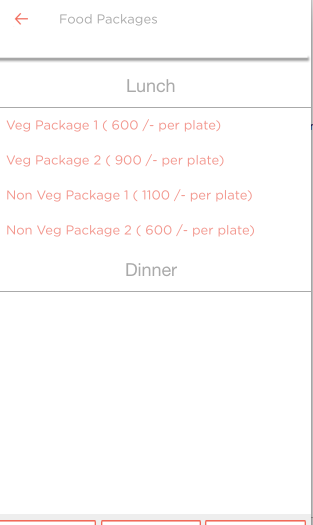 Food Packages
Lunch
Veg Package 1 ( 600 /- per plate)
Veg Package 2 ( 900 /- per plate)
Non Veg Package 1 ( 1100 /- per plate)
Non Veg Package 2 ( 600 /- per plate)
Dinner